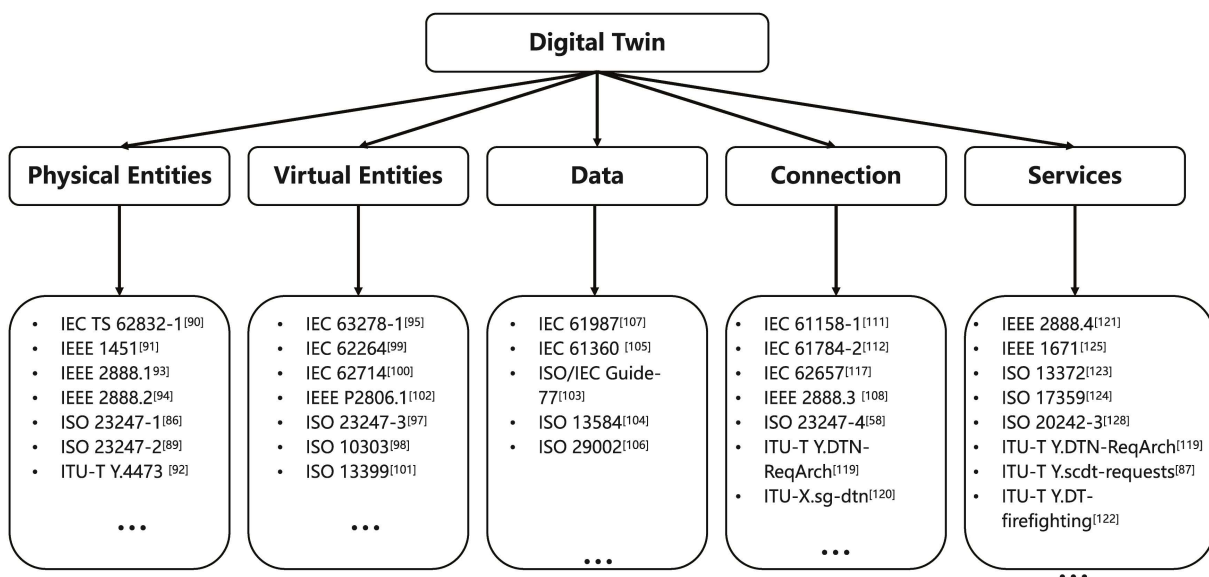 Digital Twin
Physical Entities
Virtual Entities
Data
Connection
Services
• IEC TS 62832-1[90]
• IEEE 1451[91]
• IEEE 2888.1[93]
• IEEE 2888.2[94]
• ISO 23247-1[86]
• ISO 23247-2[89]
• ITU-T Y.4473 [92]
•••
• IEC 63278-1[95]
• IEC 62264[99]
• IEC 62714[100]
• IEEE P2806.1[102]
• ISO 23247-3[97]
• ISO 10303[98]
• ISO 13399[101]
•••
• IEC 61987[107]
• IEC 61360 [105]
• ISO/IEC Guide-
77[103]
• ISO 13584[104]
• ISO 29002[106]
•••
• IEC 61158-1[111]
• IEC 61784-2[112]
• IEC 62657[117]
• IEEE 2888.3 [108]
• ISO 23247-4[58]
• ITU-T Y.DTN-
ReqArch[119]
• ITU-X.sg-dtn[120]
•••
• IEEE 2888.4[121]
• IEEE 1671[125]
• ISO 13372[123]
• ISO 17359[124]
• ISO 20242-3[128]
• ITU-T Y.DTN-ReqArch[119]
• ITU-T Y.scdt-requests[87]
• ITU-T Y.DT-
firefighting[122]
•••